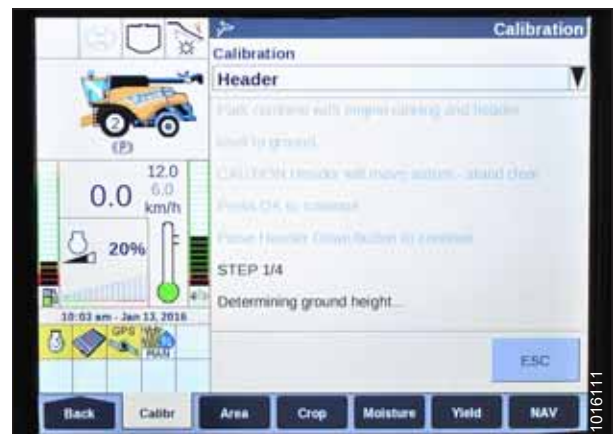 Calibration
Calibration
Header
Park combine with engine running and header
level to ground.
CAUTION Header will move autom - stand clear
Press OK to continue
Press Header Down Button to continue
STEP 1/4
Determining ground height...
ESC
2
(P)
12.0
0.0
6.0
km/h
20%
10:03 am - Jan 13, 2016
GPS
MAN
Back
Calibr
Area
Crop
Moisture
Yield
NAV
1016111